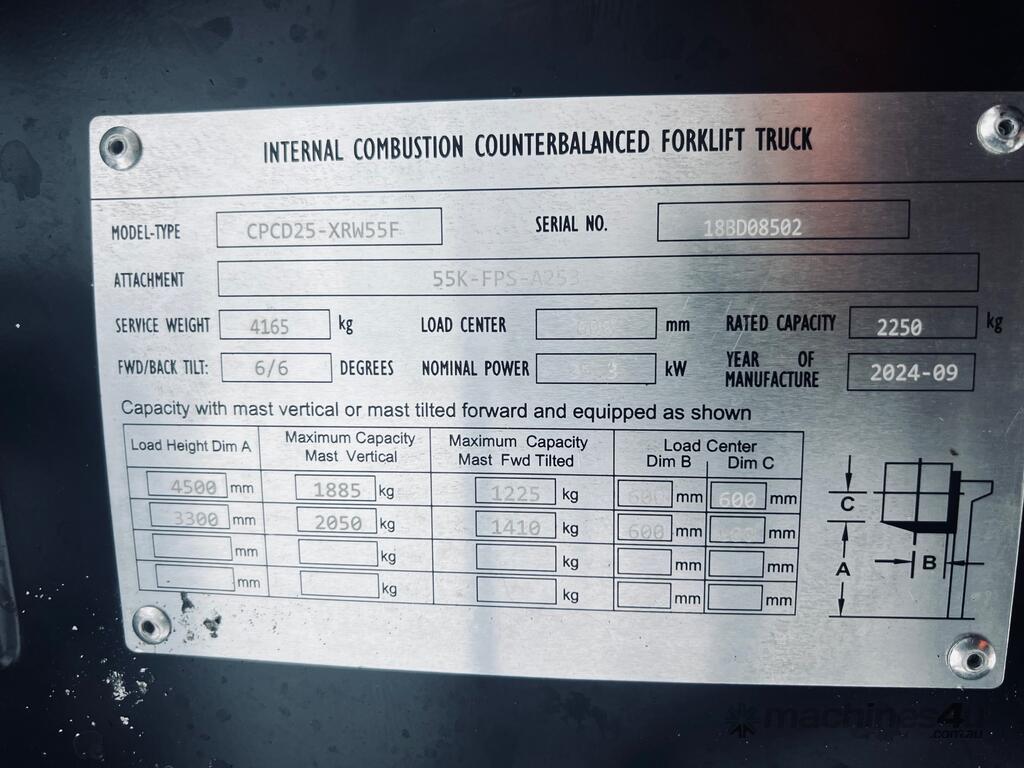 INTERNAL COMBUSTION COUNTERBALANCED FORKLIFT TRUCK
MODEL-TYPE CPCD25-XRW55F SERIAL NO. 18BD08502
ATTACHMENT 55K-FPS-A253
SERVICE WEIGHT 4165 kg LOAD CENTER mm RATED CAPACITY 2250 kg
FWD/BACK TILT: 6/6 DEGREES NOMINAL POWER kW YEAR OF MANUFACTURE 2024-09
Capacity with mast vertical or mast tilted forward and equipped as shown
Load Height Dim A Maximum Capacity Mast Vertical Maximum Capacity Mast Fwd Tilted Load Center Dim B Dim C
4500 mm 1885 kg 1225 kg 600 mm 600 mm
3300 mm 2050 kg 1410 kg 600 mm mm
mm kg kg mm mm
mm kg kg mm mm
C
B
A
machines4u
.com.au